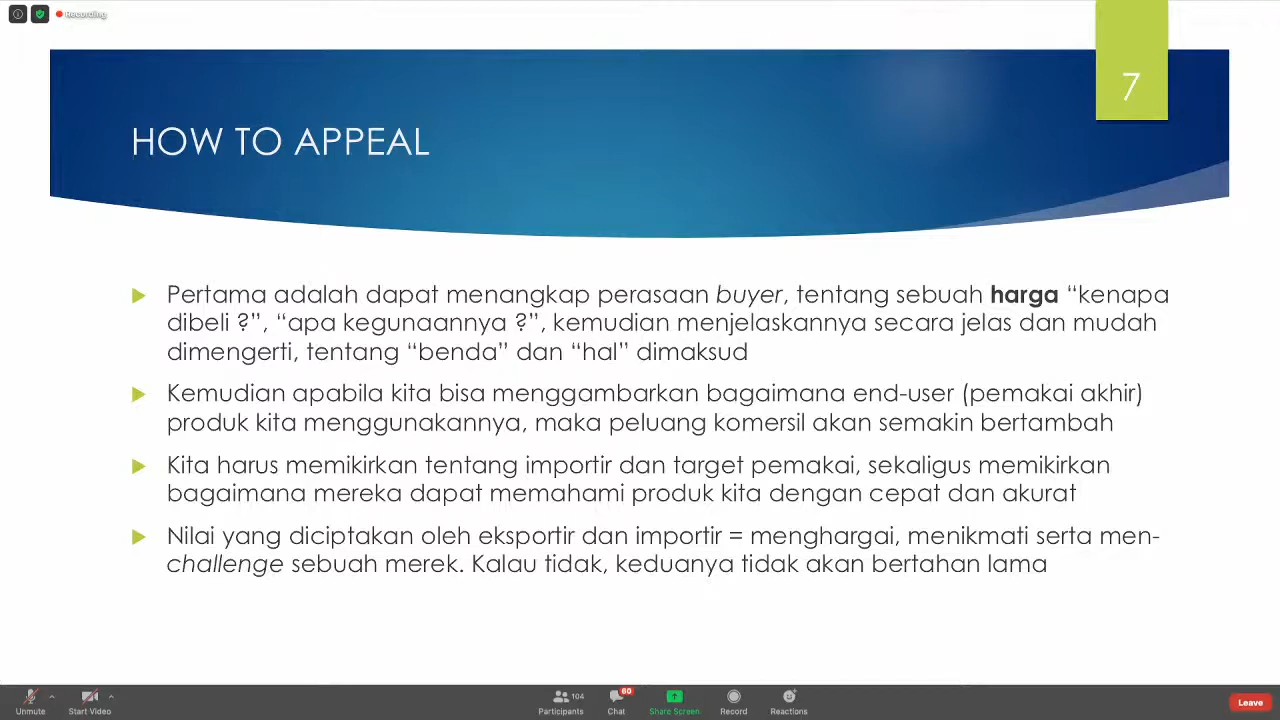 Recording
7
HOW TO APPEAL
Pertama adalah dapat menangkap perasaan buyer, tentang sebuah harga “kenapa
dibeli ?”, “apa kegunaannya ?”, kemudian menjelaskannya secara jelas dan mudah
dimengerti, tentang “benda” dan “hal” dimaksud
Kemudian apabila kita bisa menggambarkan bagaimana end-user (pemakai akhir)
produk kita menggunakannya, maka peluang komersil akan semakin bertambah
Kita harus memikirkan tentang importir dan target pemakai, sekaligus memikirkan
bagaimana mereka dapat memahami produk kita dengan cepat dan akurat
Nilai yang diciptakan oleh eksportir dan importir = menghargai, menikmati serta men-
challenge sebuah merek. Kalau tidak, keduanya tidak akan bertahan lama
104
60
Unmute
Start Video
Participants
Chat
Share Screen
Record
Reactions
Leave